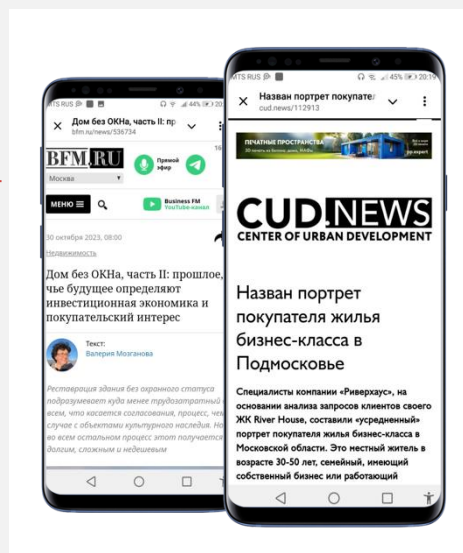 MTS RUS
44%
20:
Дом без ОКНа, часть II: пр
bfm.ru/news/536734
BFM.RU
Прямой
эфир
Москва
МЕНЮ
Business FM
YouTube-канал
30 октября 2023, 08:00
Недвижимость
Дом без ОКНа, часть II: прошлое,
чье будущее определяют
инвестиционная экономика и
покупательский интерес
Текст:
Валерия Мозганова
Реставрация здания без охранного статуса
подразумевает куда менее трудозатратный
всем, что касается согласования, процесс, чем
случае с объектами культурного наследия. Но
во всем остальном процесс этот получается
долгим, сложным и недешевым
MTS RUS
45%
20:19
Назван портрет покупате
cud.news/112913
ПЕЧАТНЫЕ ПРОСТРАНСТВА
CUD.NEWS
CENTER OF URBAN DEVELOPMENT
Назван портрет
покупателя жилья
бизнес-класса в
Подмосковье
Специалисты компании «Риверхаус», на
основании анализа запросов клиентов своего
ЖК River House, составили «усредненный»
портрет покупателя жилья бизнес-класса в
Московской области. Это местный житель в
возрасте 30-50 лет, семейный, имеющий
собственный бизнес или работающий